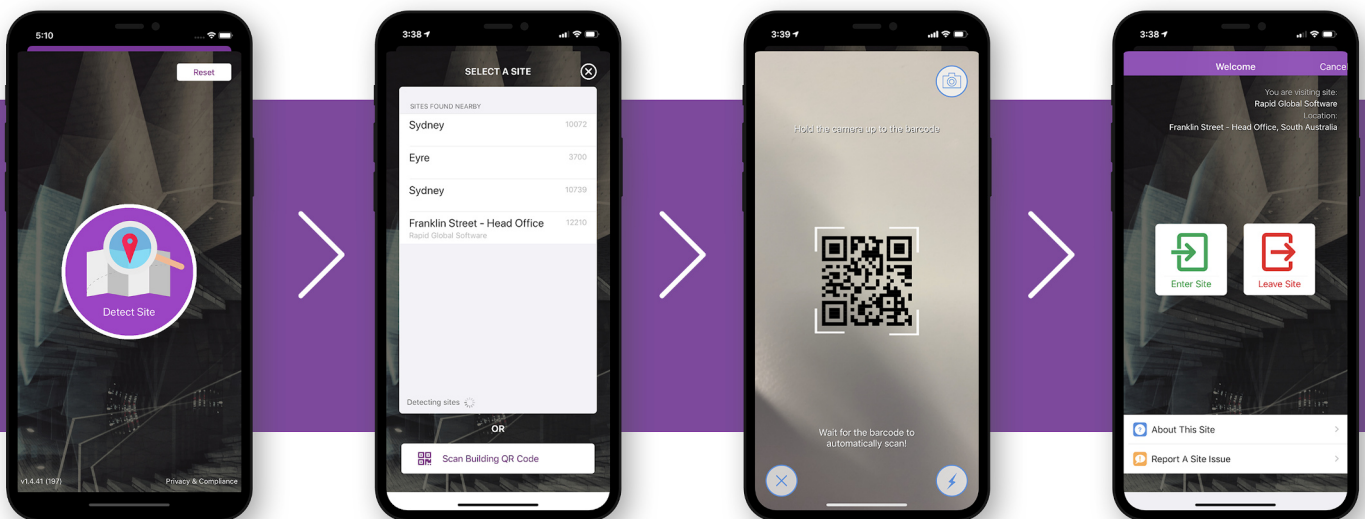 5:10
Reset
Detect Site
v1.4.41 (197)
Privacy & Compliance
3:38
SELECT A SITE
SITES FOUND NEARBY
Sydney 10072
Eyre 3700
Sydney 10739
Franklin Street - Head Office 12210
Rapid Global Software
Detecting sites
OR
Scan Building QR Code
3:39
Hold the camera up to the barcode
Wait for the barcode to
automatically scan!
3:38
Welcome
Cance
You are visiting site:
Rapid Global Software
Location:
Franklin Street - Head Office, South Australia
Enter Site
Leave Site
About This Site
Report A Site Issue